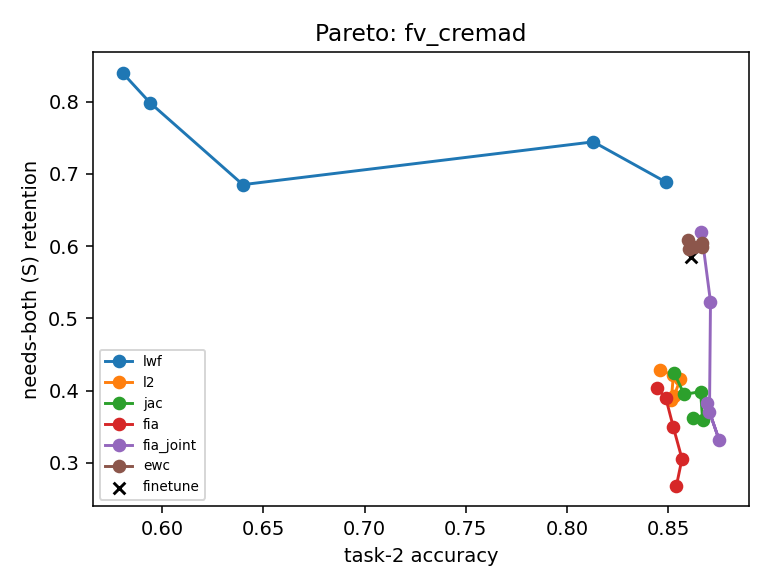 Pareto: fv_cremad
needs-both (S) retention
0.8
0.7
0.6
0.5
0.4
0.3
lwf
l2
jac
fia
fia_joint
ewc
finetune
0.60 0.65 0.70 0.75 0.80 0.85
task-2 accuracy